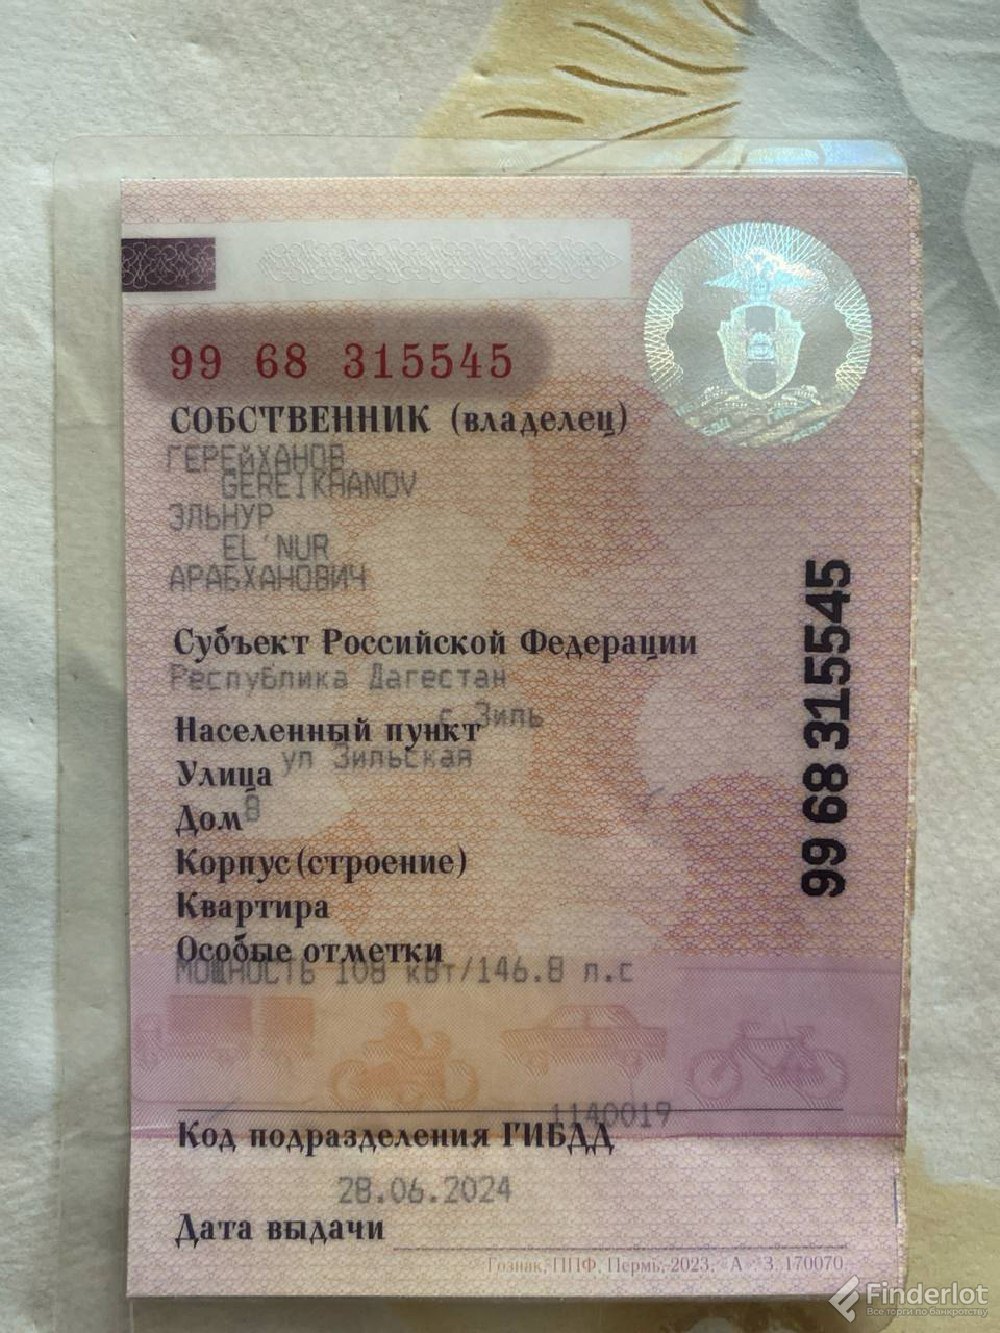 99 68 315545
СОБСТВЕННИК (владелец)
ГЕРЕЙХАНОВ
GEREIKHANOV
ЭЛЬНУР
EL'NUR
АРАБХАНОВИЧ
Субъект Российской Федерации
Республика Дагестан
Населенный пункт с Зиль
Улица ул Зильская
Дом 8
Корпус (строение)
Квартира
Особые отметки
МОЩНОСТЬ 108 кВт/146.8 л.с
1140019
Код подразделения ГИБДД
28.06.2024
Дата выдачи
Гознак, ППФ, Пермь, 2023, «А» З. 170070.
99 68 315545
Finderlot
Все торги по банкротству